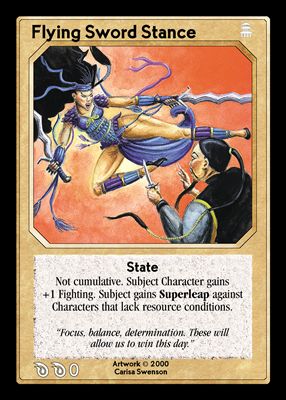 Flying Sword Stance
State
Not cumulative. Subject Character gains
+1 Fighting. Subject gains Superleap against
Characters that lack resource conditions.
"Focus, balance, determination. These will
allow us to win this day."
Artwork © 2000
Carisa Swenson
0